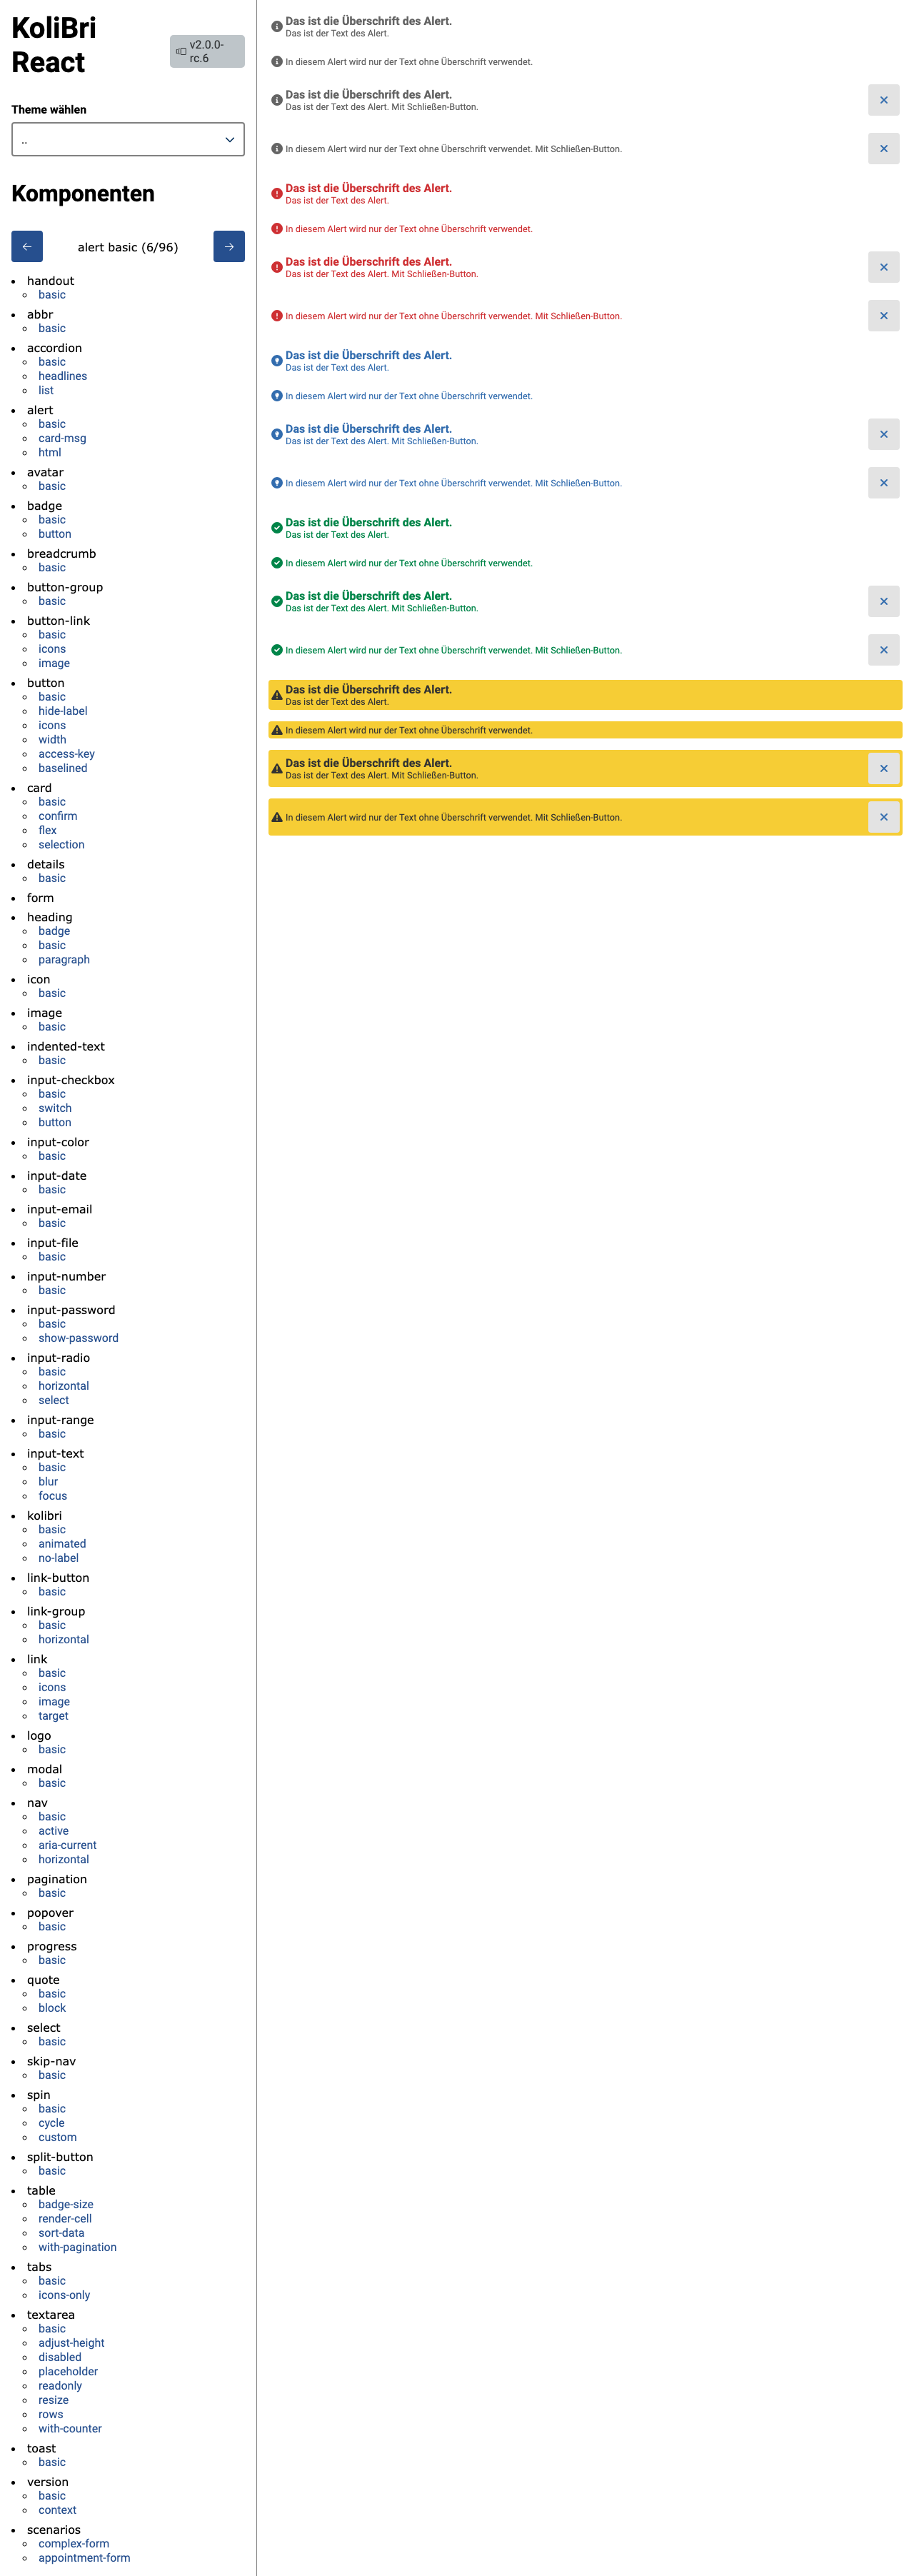 KoliBri
React
v2.0.0-
rc.6
Theme wählen
..
Komponenten
alert basic (6/96)
handout
basic
abbr
basic
accordion
basic
headlines
list
alert
basic
card-msg
html
avatar
basic
badge
basic
button
breadcrumb
basic
button-group
basic
button-link
basic
icons
image
button
basic
hide-label
icons
width
access-key
baselined
card
basic
confirm
flex
selection
details
basic
form
heading
badge
basic
paragraph
icon
basic
image
basic
indented-text
basic
input-checkbox
basic
switch
button
input-color
basic
input-date
basic
input-email
basic
input-file
basic
input-number
basic
input-password
basic
show-password
input-radio
basic
horizontal
select
input-range
basic
input-text
basic
blur
focus
kolibri
basic
animated
no-label
link-button
basic
link-group
basic
horizontal
link
basic
icons
image
target
logo
basic
modal
basic
nav
basic
active
aria-current
horizontal
pagination
basic
popover
basic
progress
basic
quote
basic
block
select
basic
skip-nav
basic
spin
basic
cycle
custom
split-button
basic
table
badge-size
render-cell
sort-data
with-pagination
tabs
basic
icons-only
textarea
basic
adjust-height
disabled
placeholder
readonly
resize
rows
with-counter
toast
basic
version
basic
context
scenarios
complex-form
appointment-form
Das ist die Überschrift des Alert.
Das ist der Text des Alert.
In diesem Alert wird nur der Text ohne Überschrift verwendet.
Das ist die Überschrift des Alert.
Das ist der Text des Alert. Mit Schließen-Button.
In diesem Alert wird nur der Text ohne Überschrift verwendet. Mit Schließen-Button.
Das ist die Überschrift des Alert.
Das ist der Text des Alert.
In diesem Alert wird nur der Text ohne Überschrift verwendet.
Das ist die Überschrift des Alert.
Das ist der Text des Alert. Mit Schließen-Button.
In diesem Alert wird nur der Text ohne Überschrift verwendet. Mit Schließen-Button.
Das ist die Überschrift des Alert.
Das ist der Text des Alert.
In diesem Alert wird nur der Text ohne Überschrift verwendet.
Das ist die Überschrift des Alert.
Das ist der Text des Alert. Mit Schließen-Button.
In diesem Alert wird nur der Text ohne Überschrift verwendet. Mit Schließen-Button.
Das ist die Überschrift des Alert.
Das ist der Text des Alert.
In diesem Alert wird nur der Text ohne Überschrift verwendet.
Das ist die Überschrift des Alert.
Das ist der Text des Alert. Mit Schließen-Button.
In diesem Alert wird nur der Text ohne Überschrift verwendet. Mit Schließen-Button.
Das ist die Überschrift des Alert.
Das ist der Text des Alert.
In diesem Alert wird nur der Text ohne Überschrift verwendet.
Das ist die Überschrift des Alert.
Das ist der Text des Alert. Mit Schließen-Button.
In diesem Alert wird nur der Text ohne Überschrift verwendet. Mit Schließen-Button.